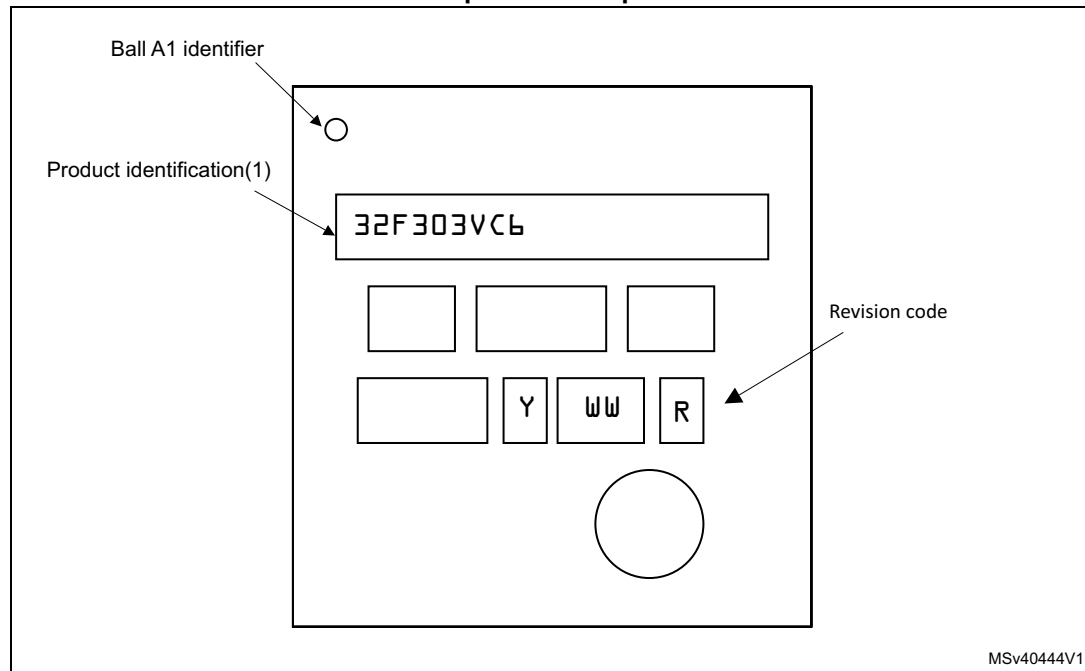 Ball A1 identifier
Product identification(1)
32F303VC6
Revision code
Y WW R
MSv40444V1